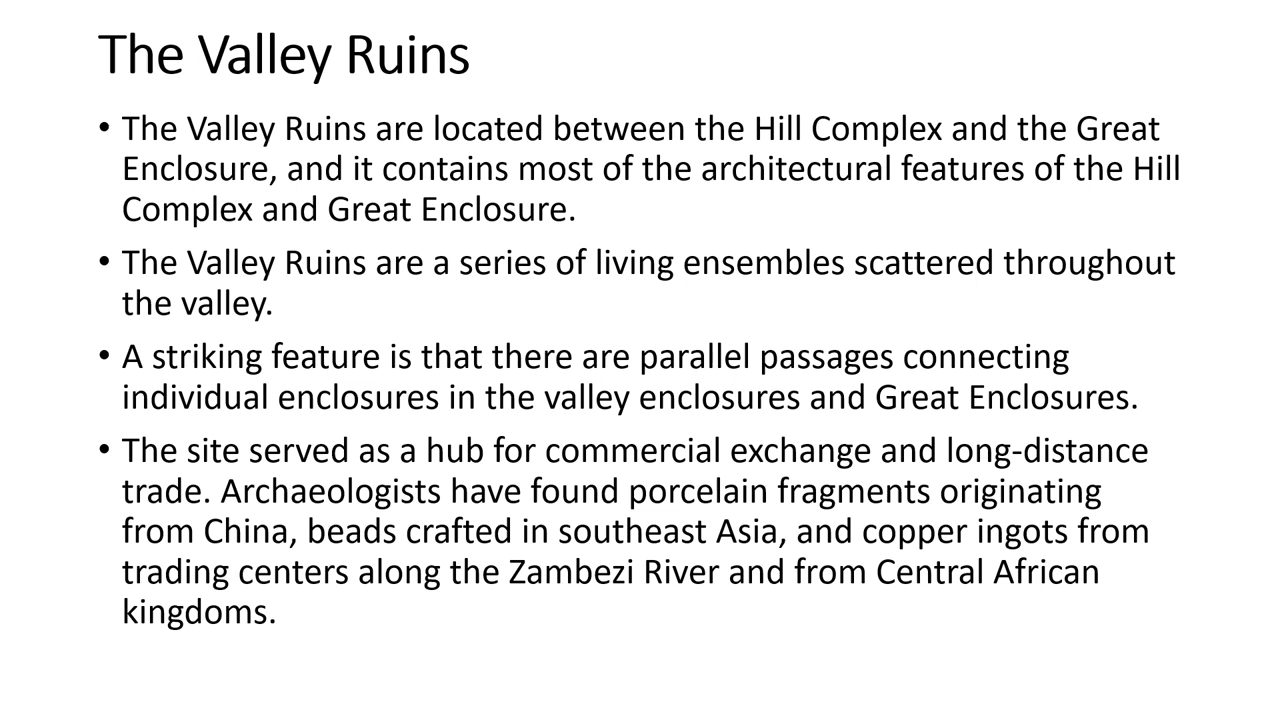 The Valley Ruins
• The Valley Ruins are located between the Hill Complex and the Great
Enclosure, and it contains most of the architectural features of the Hill
Complex and Great Enclosure.
• The Valley Ruins are a series of living ensembles scattered throughout
the valley.
• A striking feature is that there are parallel passages connecting
individual enclosures in the valley enclosures and Great Enclosures.
• The site served as a hub for commercial exchange and long-distance
trade. Archaeologists have found porcelain fragments originating
from China, beads crafted in southeast Asia, and copper ingots from
trading centers along the Zambezi River and from Central African
kingdoms.